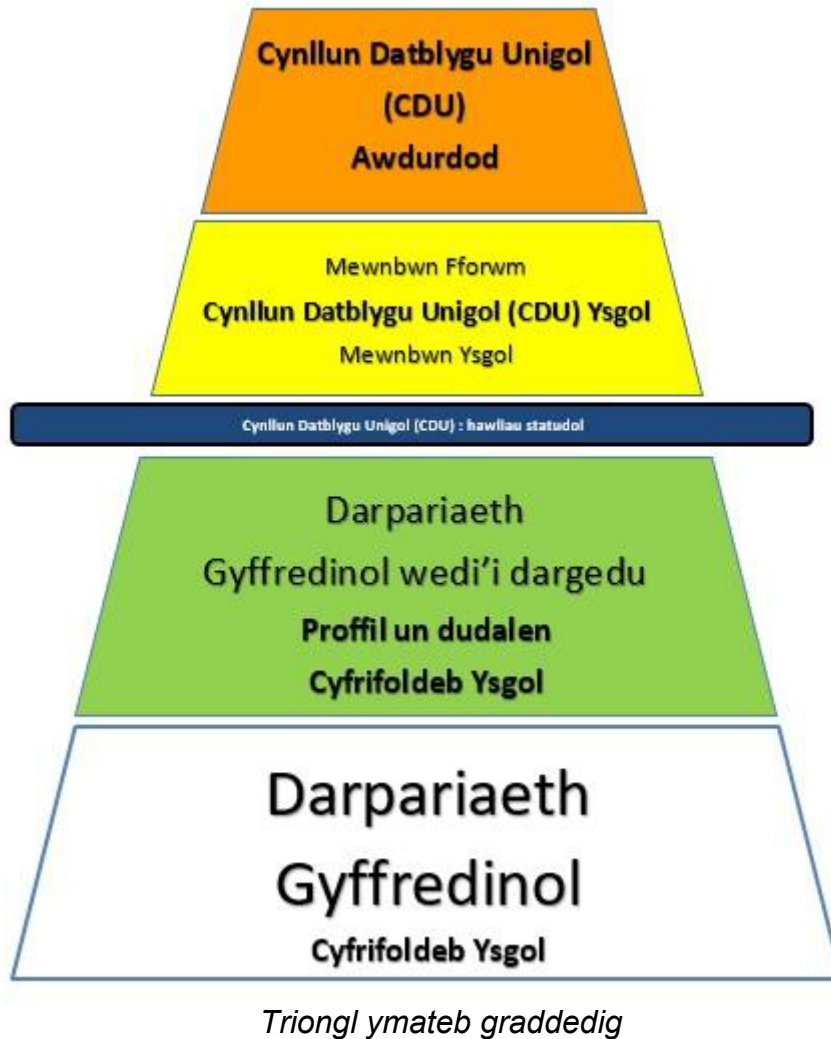 Cynllun Datblygu Unigol
(CDU)
Awdurdod
Mewnbwn Fforwm
Cynllun Datblygu Unigol (CDU) Ysgol
Mewnbwn Ysgol
Cynllun Datblygu Unigol (CDU) : hawliau statudol
Darpariaeth
Gyffredinol wedi’i dargedu
Proffil un dudalen
Cyfrifoldeb Ysgol
Darpariaeth
Gyffredinol
Cyfrifoldeb Ysgol
Triongl ymateb graddedig